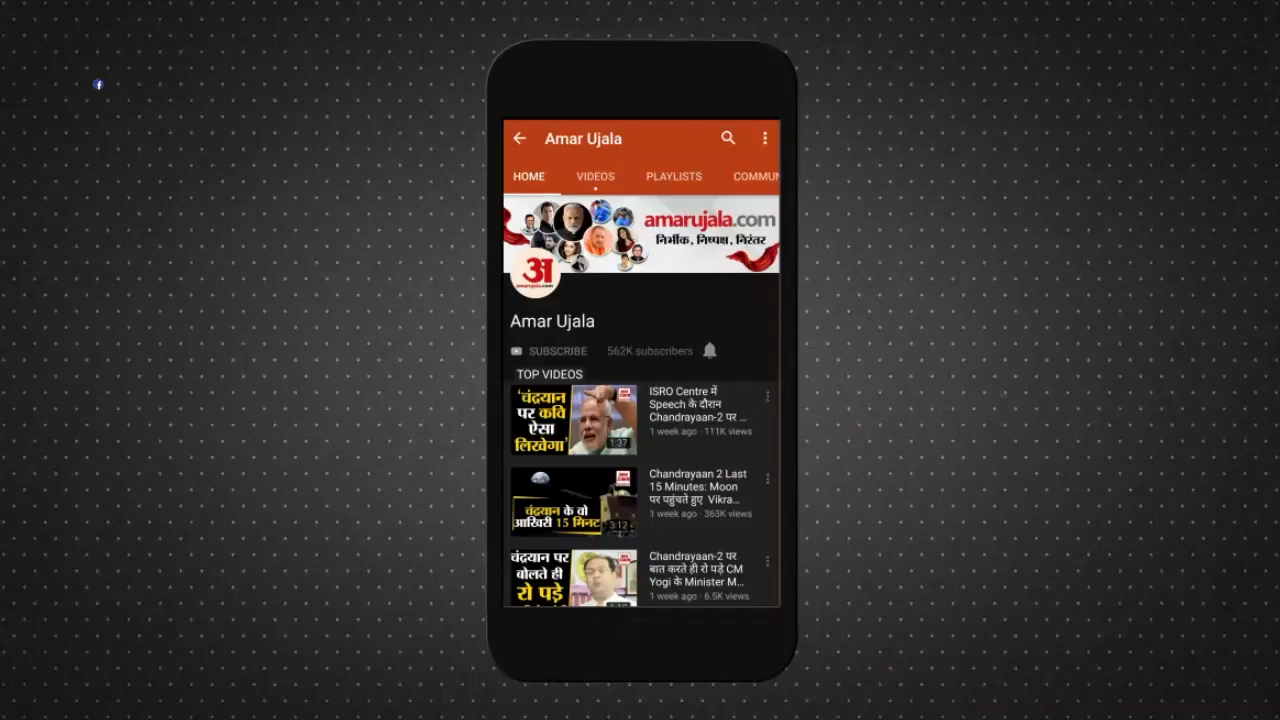 Amar Ujala
HOME VIDEOS PLAYLISTS COMMUN
amarujala.com
निर्भीक, निष्पक्ष, निरंतर
अ
amarujala.com
Amar Ujala
SUBSCRIBE 562K subscribers
TOP VIDEOS
'चंद्रयान
पर कवि
ऐसा
लिखेगा'
1:37
ISRO Centre में
Speech के दौरान
Chandrayaan-2 पर ...
1 week ago · 111K views
चंद्रयान के वो
आखिरी 15 मिनट
3:12
Chandrayaan 2 Last
15 Minutes: Moon
पर पहुंचते हुए Vikra...
1 week ago · 363K views
चंद्रयान पर
बोलते ही
रो पड़े
Chandrayaan-2 पर
बात करते ही रो पड़े CM
Yogi के Minister M...
1 week ago · 6.5K views